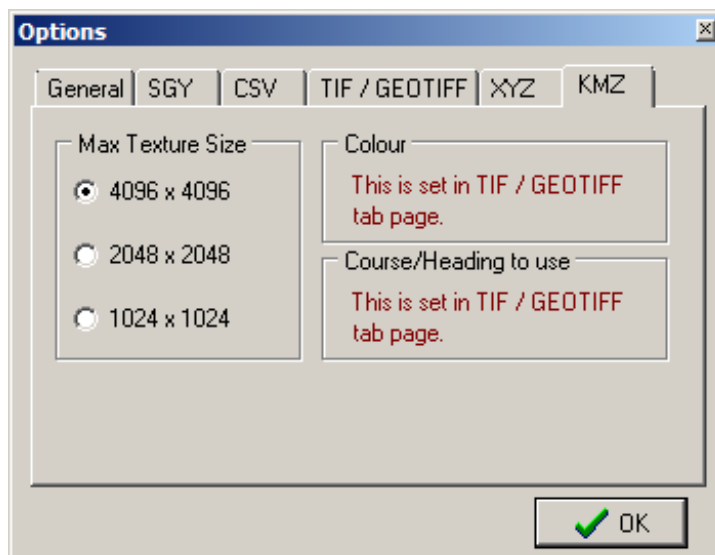 Options
General SGY CSV TIF / GEOTIFF XYZ KMZ
Max Texture Size
4096 x 4096
2048 x 2048
1024 x 1024
Colour
This is set in TIF / GEOTIFF
tab page.
Course/Heading to use
This is set in TIF / GEOTIFF
tab page.
OK